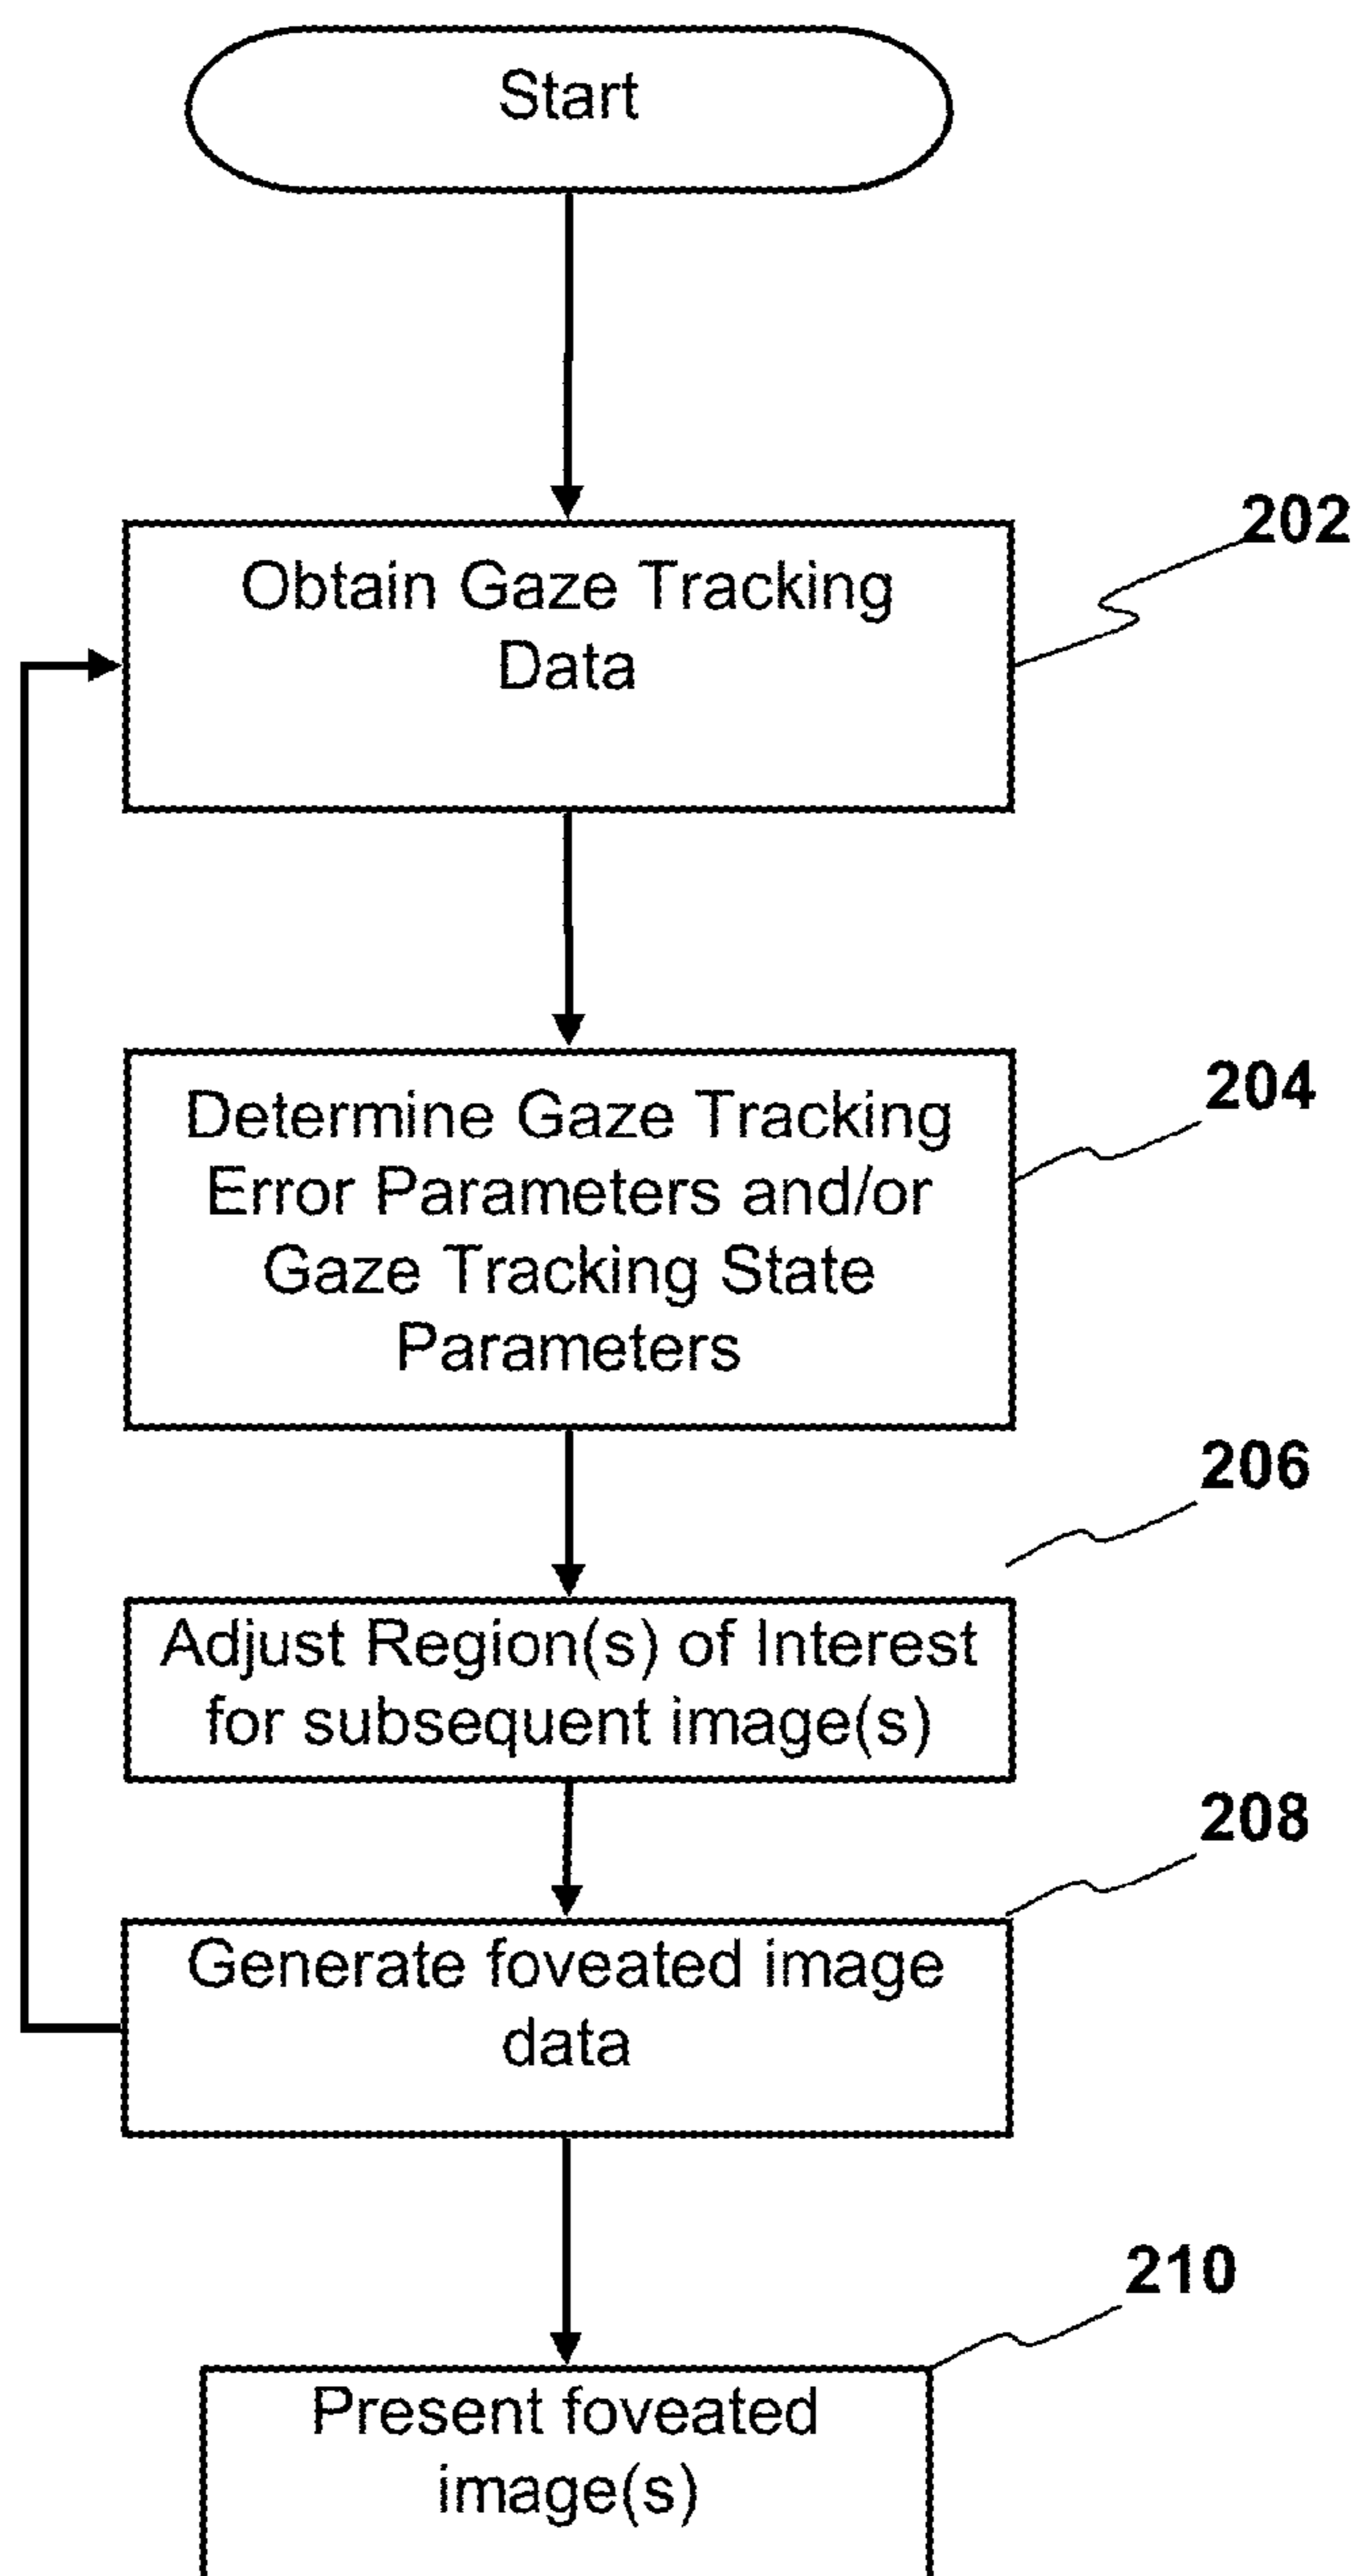 Start
202
Obtain Gaze Tracking
Data
204
Determine Gaze Tracking
Error Parameters and/or
Gaze Tracking State
Parameters
206
Adjust Region(s) of Interest
for subsequent image(s)
208
Generate foveated image
data
210
Present foveated
image(s)